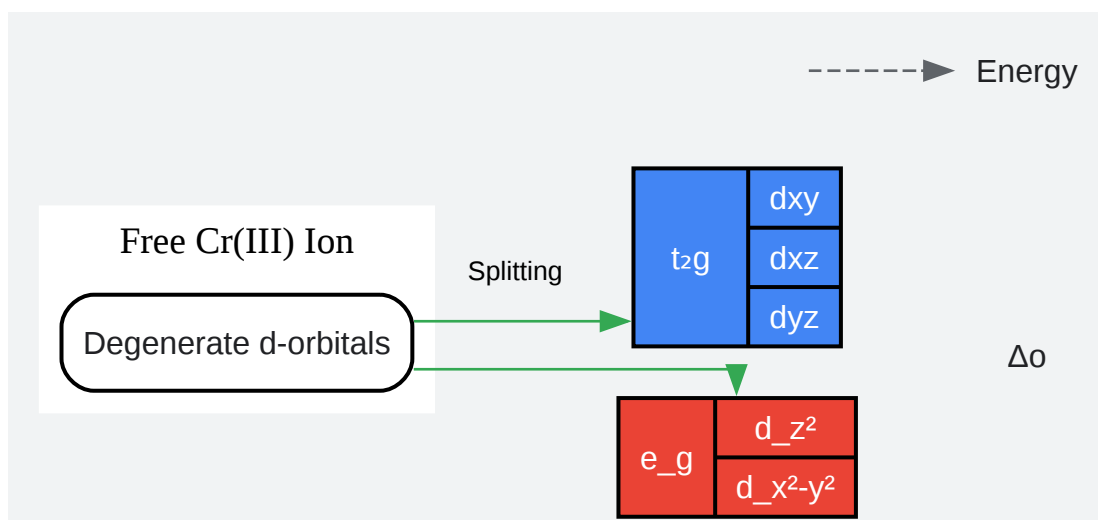 Energy
Free Cr(III) Ion
Degenerate d-orbitals
Splitting
t₂g
dxy
dxz
dyz
Δo
e_g
d_z²
d_x²-y²